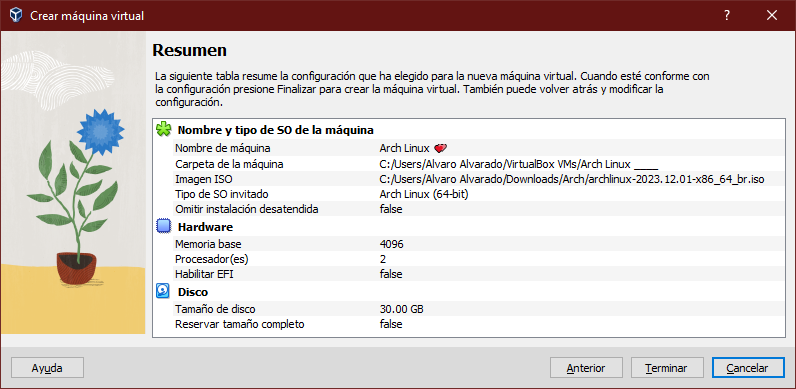 Crear máquina virtual
?
Resumen
La siguiente tabla resume la configuración que ha elegido para la nueva máquina virtual. Cuando esté conforme con
la configuración presione Finalizar para crear la máquina virtual. También puede volver atrás y modificar la
configuración.
Nombre y tipo de SO de la máquina
Nombre de máquina Arch Linux
Carpeta de la máquina C:/Users/Alvaro Alvarado/VirtualBox VMs/Arch Linux ____
Imagen ISO C:/Users/Alvaro Alvarado/Downloads/Arch/archlinux-2023.12.01-x86_64_br.iso
Tipo de SO invitado Arch Linux (64-bit)
Omitir instalación desatendida false
Hardware
Memoria base 4096
Procesador(es) 2
Habilitar EFI false
Disco
Tamaño de disco 30.00 GB
Reservar tamaño completo false
Ayuda Anterior Terminar Cancelar